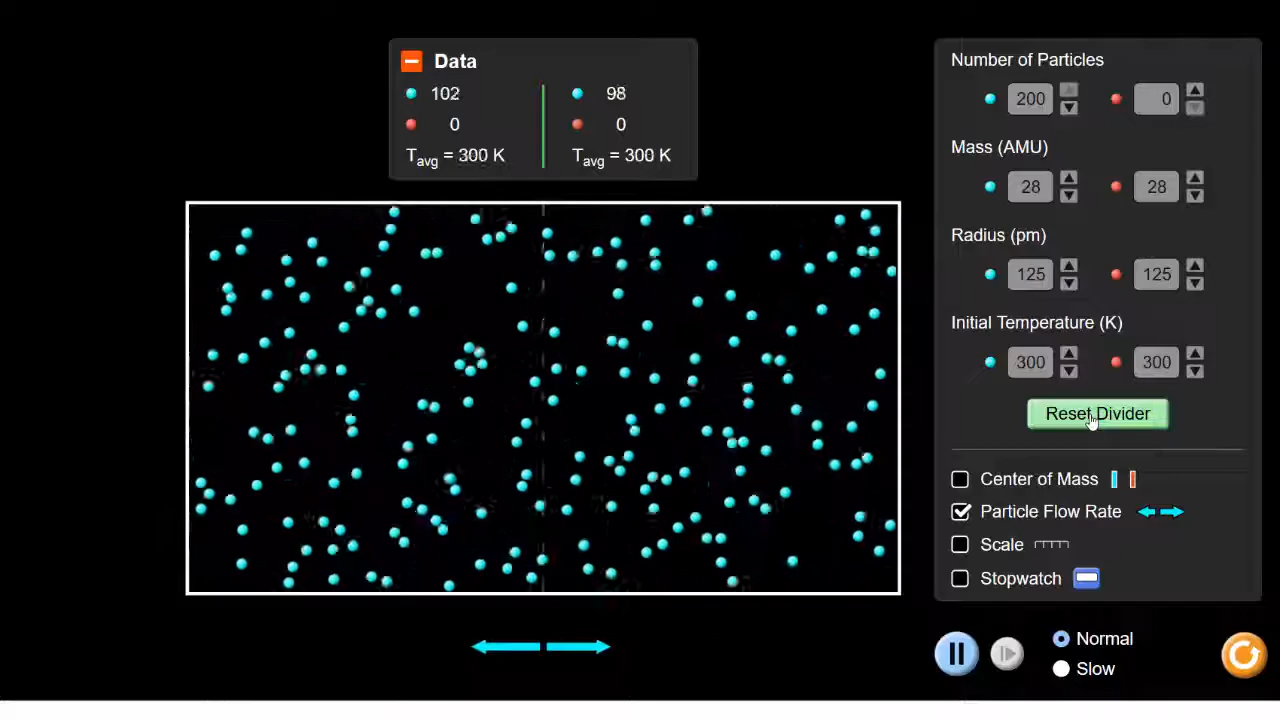 Data
102 98
0 0
Tavg = 300 K Tavg = 300 K
Number of Particles
200 0
Mass (AMU)
28 28
Radius (pm)
125 125
Initial Temperature (K)
300 300
Reset Divider
Center of Mass
Particle Flow Rate
Scale
Stopwatch
Normal
Slow